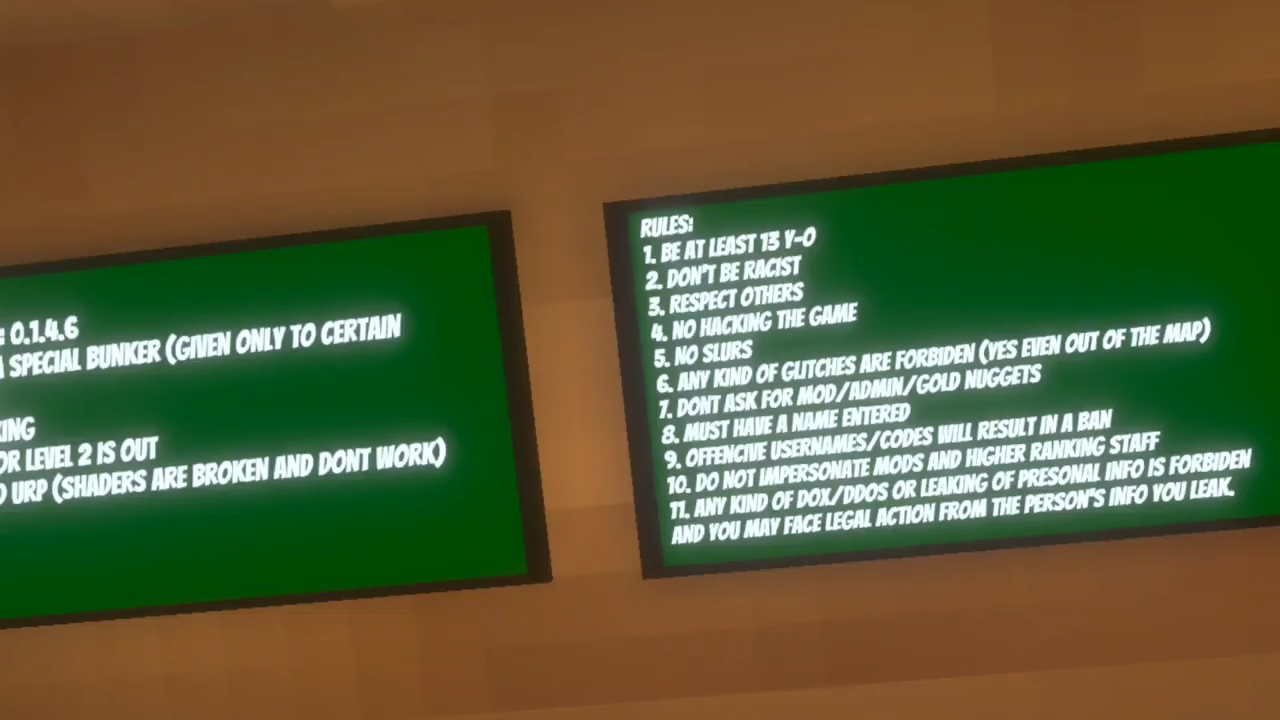 : 0.1.4.6
A SPECIAL BUNKER (GIVEN ONLY TO CERTAIN
KING
OR LEVEL 2 IS OUT
URP (SHADERS ARE BROKEN AND DONT WORK)
RULES:
1. BE AT LEAST 13 Y-O
2. DON'T BE RACIST
3. RESPECT OTHERS
4. NO HACKING THE GAME
5. NO SLURS
6. ANY KIND OF GLITCHES ARE FORBIDEN (YES EVEN OUT OF THE MAP)
7. DONT ASK FOR MOD/ADMIN/GOLD NUGGETS
8. MUST HAVE A NAME ENTERED
9. OFFENCIVE USERNAMES/CODES WILL RESULT IN A BAN
10. DO NOT IMPERSONATE MODS AND HIGHER RANKING STAFF
11. ANY KIND OF DOX/DDOS OR LEAKING OF PRESONAL INFO IS FORBIDEN
AND YOU MAY FACE LEGAL ACTION FROM THE PERSON'S INFO YOU LEAK.